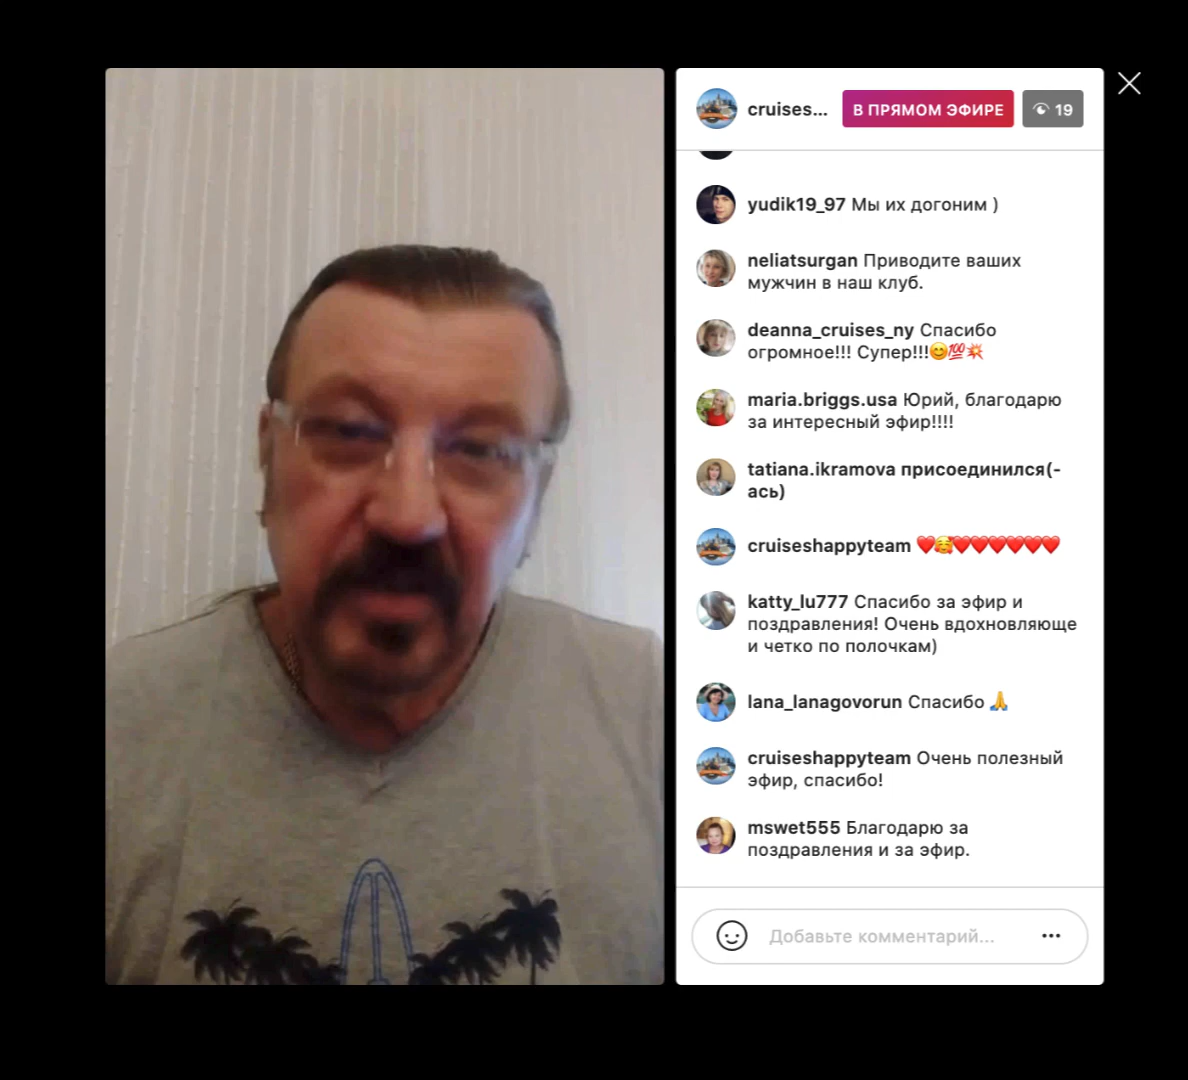 cruises...
В ПРЯМОМ ЭФИРЕ
19
yudik19_97 Мы их догоним )
neliatsurgan Приводите ваших
мужчин в наш клуб.
deanna_cruises_ny Спасибо
огромное!!! Супер!!!😊💯💥
maria.briggs.usa Юрий, благодарю
за интересный эфир!!!!
tatiana.ikramova присоединился(-
ась)
cruiseshappyteam ❤️🥰❤️❤️❤️❤️❤️❤️
katty_lu777 Спасибо за эфир и
поздравления! Очень вдохновляюще
и четко по полочкам)
lana_lanagovorun Спасибо 🙏
cruiseshappyteam Очень полезный
эфир, спасибо!
mswet555 Благодарю за
поздравления и за эфир.
Добавьте комментарий...